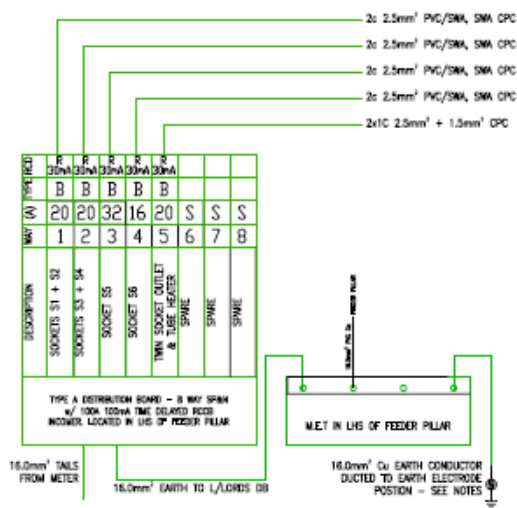 2c 2.5mm² PVC/SWA, SWA CPC
2c 2.5mm² PVC/SWA, SWA CPC
2c 2.5mm² PVC/SWA, SWA CPC
2c 2.5mm² PVC/SWA, SWA CPC
2x1C 2.5mm² + 1.5mm² CPC
TYPE RCD R 30mA R 30mA R 30mA R 30mA R 30mA
B B B B B
(A) 20 20 32 16 20 S S S
WAY 1 2 3 4 5 6 7 8
DESCRIPTION
SOCKETS S1 + S2
SOCKETS S3 + S4
SOCKET S5
SOCKET S6
TWIN SOCKET OUTLET
& TUBE HEATER
SPARE
SPARE
SPARE
TYPE A DISTRIBUTION BOARD - 8 WAY SP&N
w/ 100A 100mA TIME DELAYED RCCB
INCOMER. LOCATED IN LHS OF FEEDER PILLAR
16.0mm² TAILS
FROM METER
16.0mm² EARTH TO L/LORDS DB
FEEDER PILLAR
M.E.T IN LHS OF FEEDER PILLAR
16.0mm² Cu EARTH CONDUCTOR
DUCTED TO EARTH ELECTRODE
POSTION - SEE NOTES